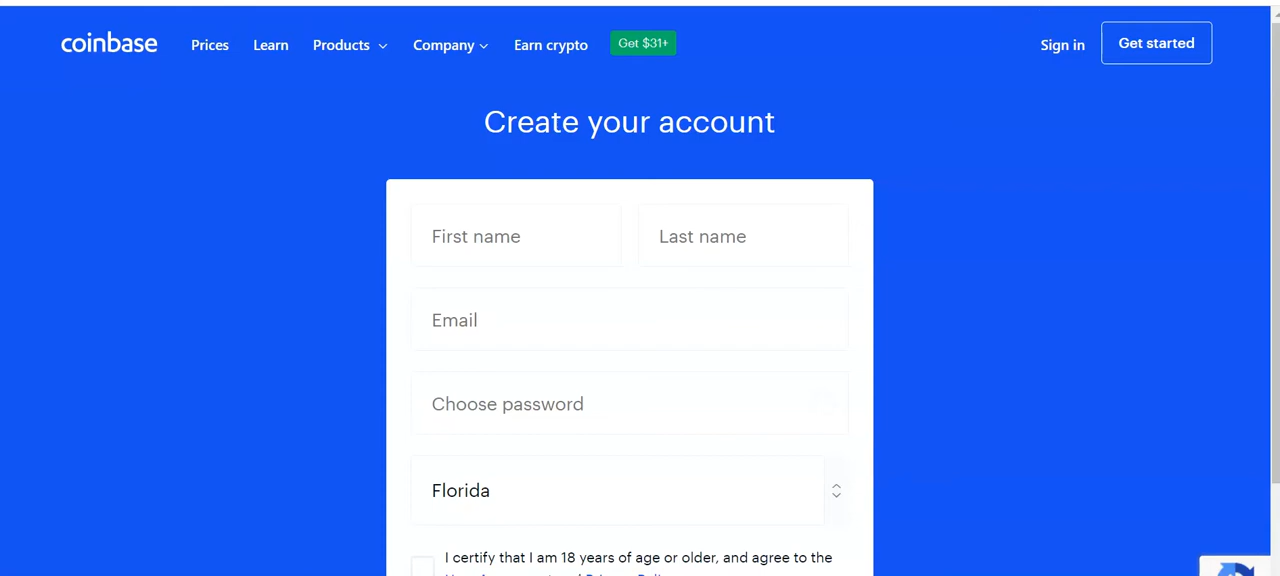 coinbase Prices Learn Products Company Earn crypto Get $31+ Sign in Get started
Create your account
First name Last name
Email
Choose password
Florida
I certify that I am 18 years of age or older, and agree to the